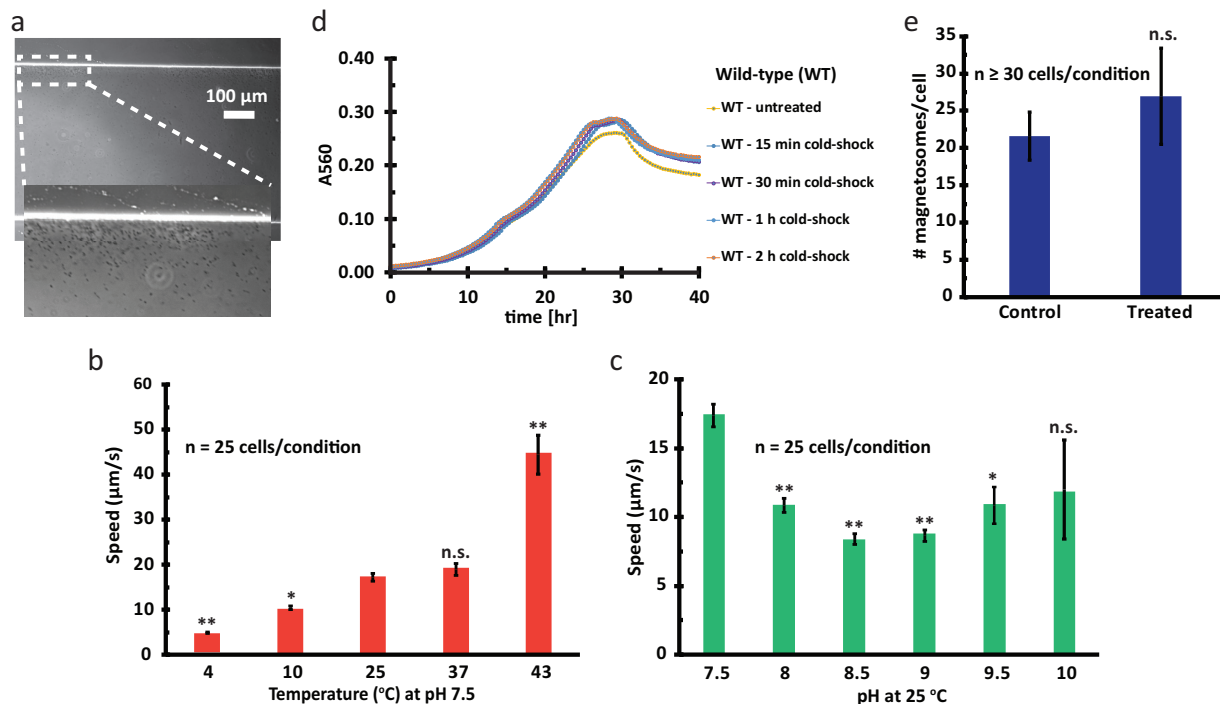 a
100 µm
d
0.40
0.30
0.20
0.10
0.00
A560
0 10 20 30 40
time [hr]
Wild-type (WT)
WT - untreated
WT - 15 min cold-shock
WT - 30 min cold-shock
WT - 1 h cold-shock
WT - 2 h cold-shock
e
35
30
25
20
15
10
5
0
# magnetosomes/cell
n ≥ 30 cells/condition
n.s.
Control Treated
b
60
50
40
30
20
10
0
Speed (µm/s)
n = 25 cells/condition
** * n.s. **
4 10 25 37 43
Temperature (°C) at pH 7.5
c
20
15
10
5
0
Speed (µm/s)
n = 25 cells/condition
** ** ** * n.s.
7.5 8 8.5 9 9.5 10
pH at 25 °C